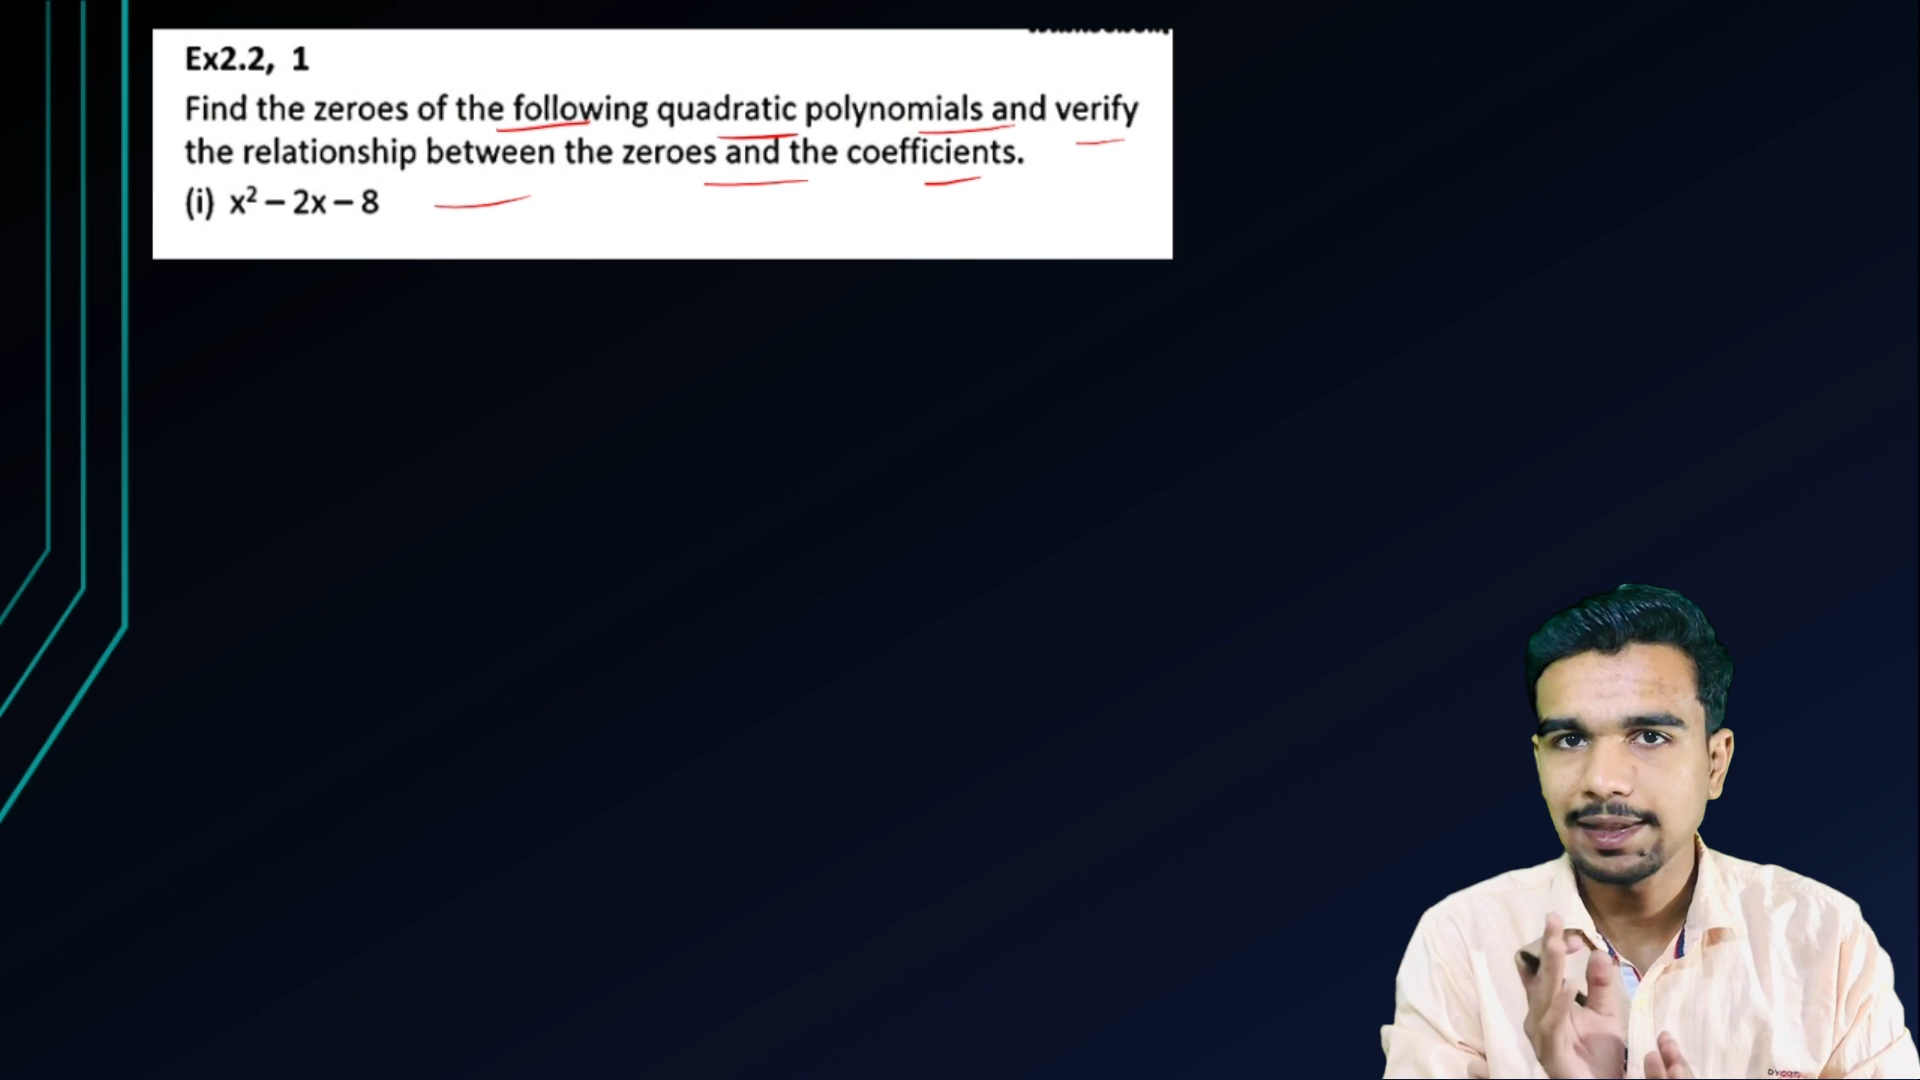 Ex2.2, 1
Find the zeroes of the following quadratic polynomials and verify
the relationship between the zeroes and the coefficients.
(i) x² – 2x – 8